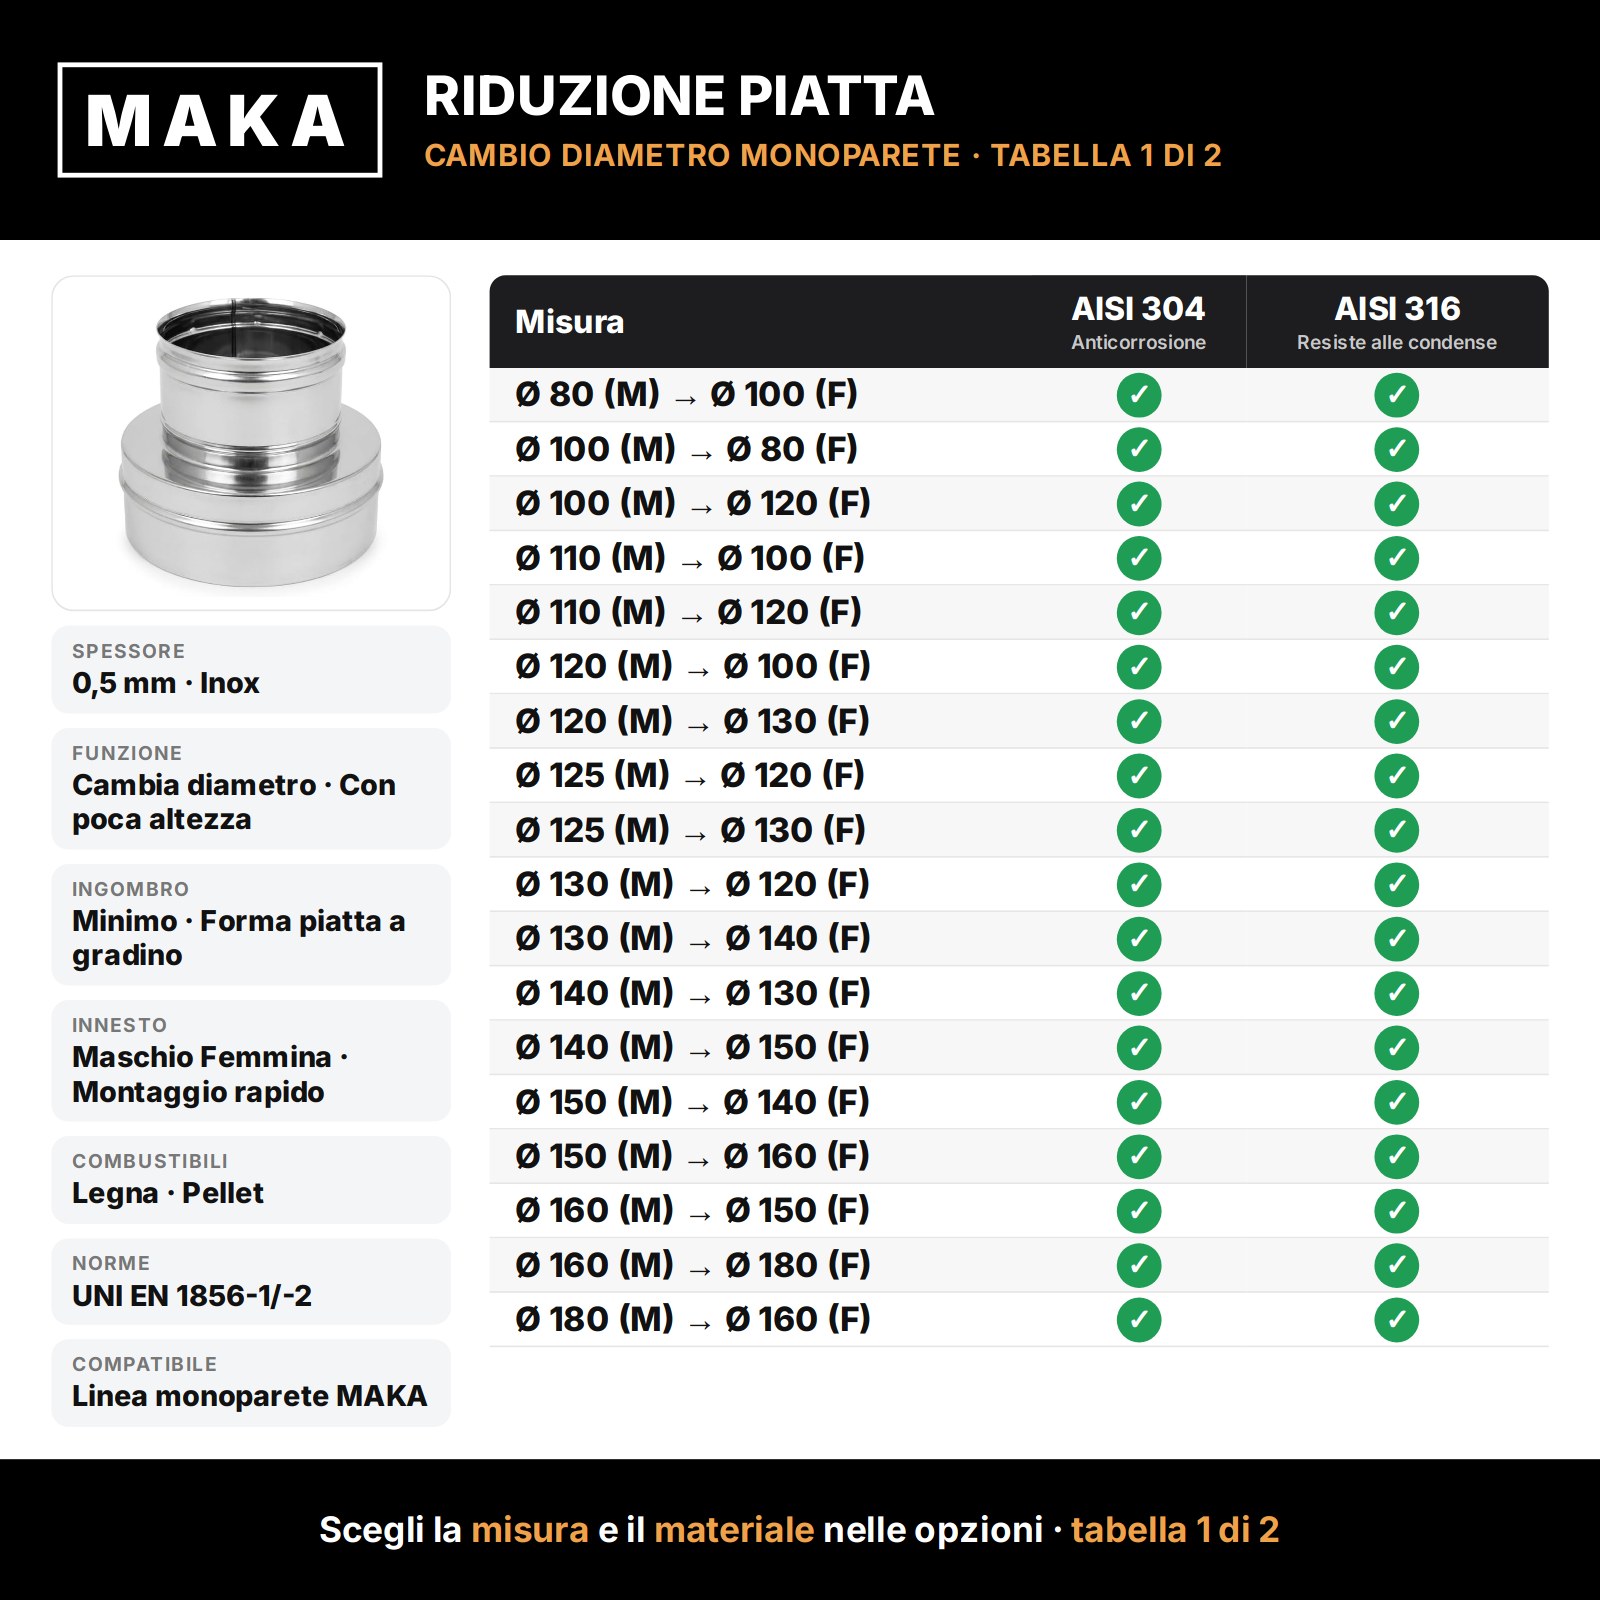 MAKA
RIDUZIONE PIATTA
CAMBIO DIAMETRO MONOPARETE · TABELLA 1 DI 2
SPESSORE
0,5 mm · Inox
FUNZIONE
Cambia diametro · Con
poca altezza
INGOMBRO
Minimo · Forma piatta a
gradino
INNESTO
Maschio Femmina ·
Montaggio rapido
COMBUSTIBILI
Legna · Pellet
NORME
UNI EN 1856-1/-2
COMPATIBILE
Linea monoparete MAKA
Misura AISI 304 AISI 316
Anticorrosione Resiste alle condense
Ø 80 (M) → Ø 100 (F) ✓ ✓
Ø 100 (M) → Ø 80 (F) ✓ ✓
Ø 100 (M) → Ø 120 (F) ✓ ✓
Ø 110 (M) → Ø 100 (F) ✓ ✓
Ø 110 (M) → Ø 120 (F) ✓ ✓
Ø 120 (M) → Ø 100 (F) ✓ ✓
Ø 120 (M) → Ø 130 (F) ✓ ✓
Ø 125 (M) → Ø 120 (F) ✓ ✓
Ø 125 (M) → Ø 130 (F) ✓ ✓
Ø 130 (M) → Ø 120 (F) ✓ ✓
Ø 130 (M) → Ø 140 (F) ✓ ✓
Ø 140 (M) → Ø 130 (F) ✓ ✓
Ø 140 (M) → Ø 150 (F) ✓ ✓
Ø 150 (M) → Ø 140 (F) ✓ ✓
Ø 150 (M) → Ø 160 (F) ✓ ✓
Ø 160 (M) → Ø 150 (F) ✓ ✓
Ø 160 (M) → Ø 180 (F) ✓ ✓
Ø 180 (M) → Ø 160 (F) ✓ ✓
Scegli la misura e il materiale nelle opzioni · tabella 1 di 2